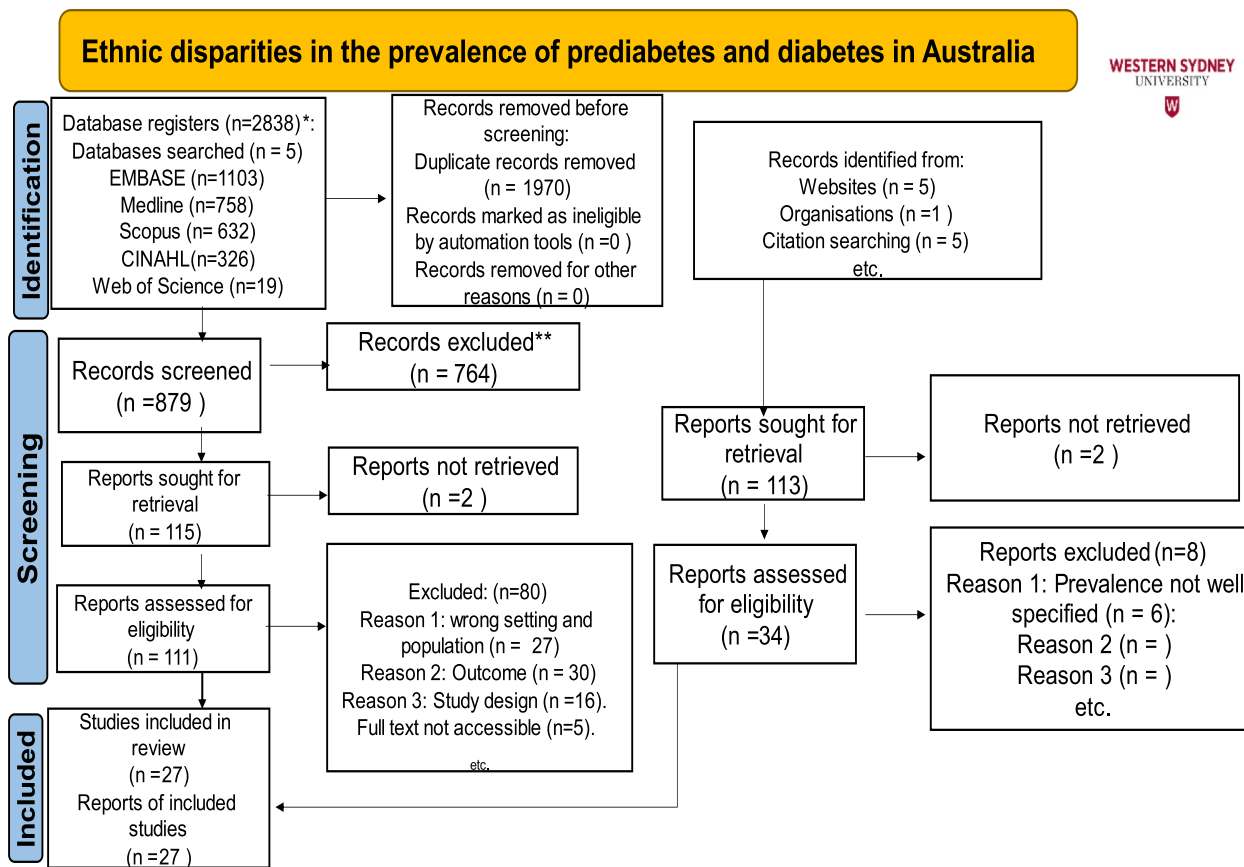 Ethnic disparities in the prevalence of prediabetes and diabetes in Australia
WESTERN SYDNEY
UNIVERSITY
W
Identification
Database registers (n=2838)*:
Databases searched (n = 5)
EMBASE (n=1103)
Medline (n=758)
Scopus (n= 632)
CINAHL(n=326)
Web of Science (n=19)
Records removed before
screening:
Duplicate records removed
(n = 1970)
Records marked as ineligible
by automation tools (n =0 )
Records removed for other
reasons (n = 0)
Records identified from:
Websites (n = 5)
Organisations (n =1 )
Citation searching (n = 5)
etc.
Screening
Records screened
(n =879 )
Records excluded**
(n = 764)
Reports sought for
retrieval
(n = 115)
Reports not retrieved
(n =2 )
Reports sought for
retrieval
(n = 113)
Reports not retrieved
(n =2 )
Reports assessed for
eligibility
(n = 111)
Excluded: (n=80)
Reason 1: wrong setting and
population (n = 27)
Reason 2: Outcome (n = 30)
Reason 3: Study design (n =16).
Full text not accessible (n=5).
etc.
Reports assessed
for eligibility
(n =34)
Reports excluded (n=8)
Reason 1: Prevalence not well
specified (n = 6):
Reason 2 (n = )
Reason 3 (n = )
etc.
Included
Studies included in
review
(n =27)
Reports of included
studies
(n =27 )